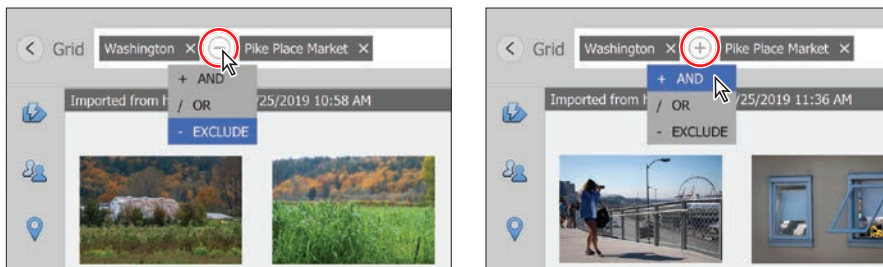 Grid Washington × − Pike Place Market ×
+ AND
Imported from h /25/2019 10:58 AM
/ OR
- EXCLUDE
Grid Washington × + Pike Place Market ×
+ AND
Imported from h /25/2019 11:36 AM
/ OR
- EXCLUDE